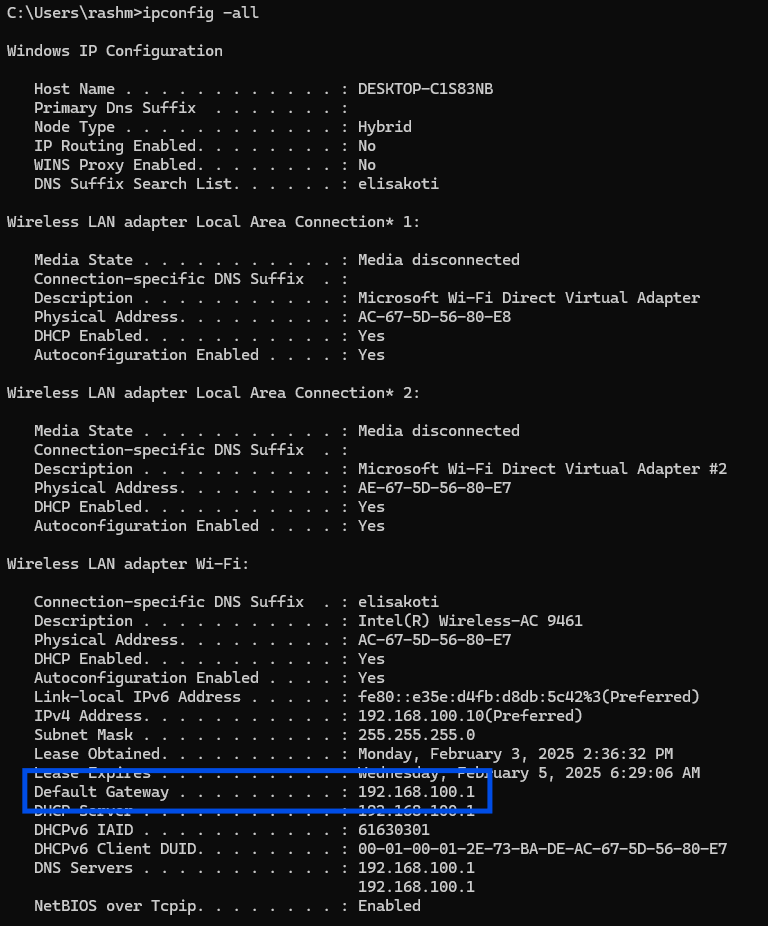 C:\Users\rashm>ipconfig -all
Windows IP Configuration
Host Name . . . . . . . . . . . . : DESKTOP-C1S83NB
Primary Dns Suffix  . . . . . . . :
Node Type . . . . . . . . . . . . : Hybrid
IP Routing Enabled. . . . . . . . : No
WINS Proxy Enabled. . . . . . . . : No
DNS Suffix Search List. . . . . . : elisakoti
Wireless LAN adapter Local Area Connection* 1:
Media State . . . . . . . . . . . : Media disconnected
Connection-specific DNS Suffix  . :
Description . . . . . . . . . . . : Microsoft Wi-Fi Direct Virtual Adapter
Physical Address. . . . . . . . . : AC-67-5D-56-80-E8
DHCP Enabled. . . . . . . . . . . : Yes
Autoconfiguration Enabled . . . . : Yes
Wireless LAN adapter Local Area Connection* 2:
Media State . . . . . . . . . . . : Media disconnected
Connection-specific DNS Suffix  . :
Description . . . . . . . . . . . : Microsoft Wi-Fi Direct Virtual Adapter #2
Physical Address. . . . . . . . . : AE-67-5D-56-80-E7
DHCP Enabled. . . . . . . . . . . : Yes
Autoconfiguration Enabled . . . . : Yes
Wireless LAN adapter Wi-Fi:
Connection-specific DNS Suffix  . : elisakoti
Description . . . . . . . . . . . : Intel(R) Wireless-AC 9461
Physical Address. . . . . . . . . : AC-67-5D-56-80-E7
DHCP Enabled. . . . . . . . . . . : Yes
Autoconfiguration Enabled . . . . : Yes
Link-local IPv6 Address . . . . . : fe80::e35e:d4fb:d8db:5c42%3(Preferred)
IPv4 Address. . . . . . . . . . . : 192.168.100.10(Preferred)
Subnet Mask . . . . . . . . . . . : 255.255.255.0
Lease Obtained. . . . . . . . . . : Monday, February 3, 2025 2:36:32 PM
Lease Expires . . . . . . . . . . : Wednesday, February 5, 2025 6:29:06 AM
Default Gateway . . . . . . . . . : 192.168.100.1
DHCP Server . . . . . . . . . . . : 192.168.100.1
DHCPv6 IAID . . . . . . . . . . . : 61630301
DHCPv6 Client DUID. . . . . . . . : 00-01-00-01-2E-73-BA-DE-AC-67-5D-56-80-E7
DNS Servers . . . . . . . . . . . : 192.168.100.1
192.168.100.1
NetBIOS over Tcpip. . . . . . . . : Enabled